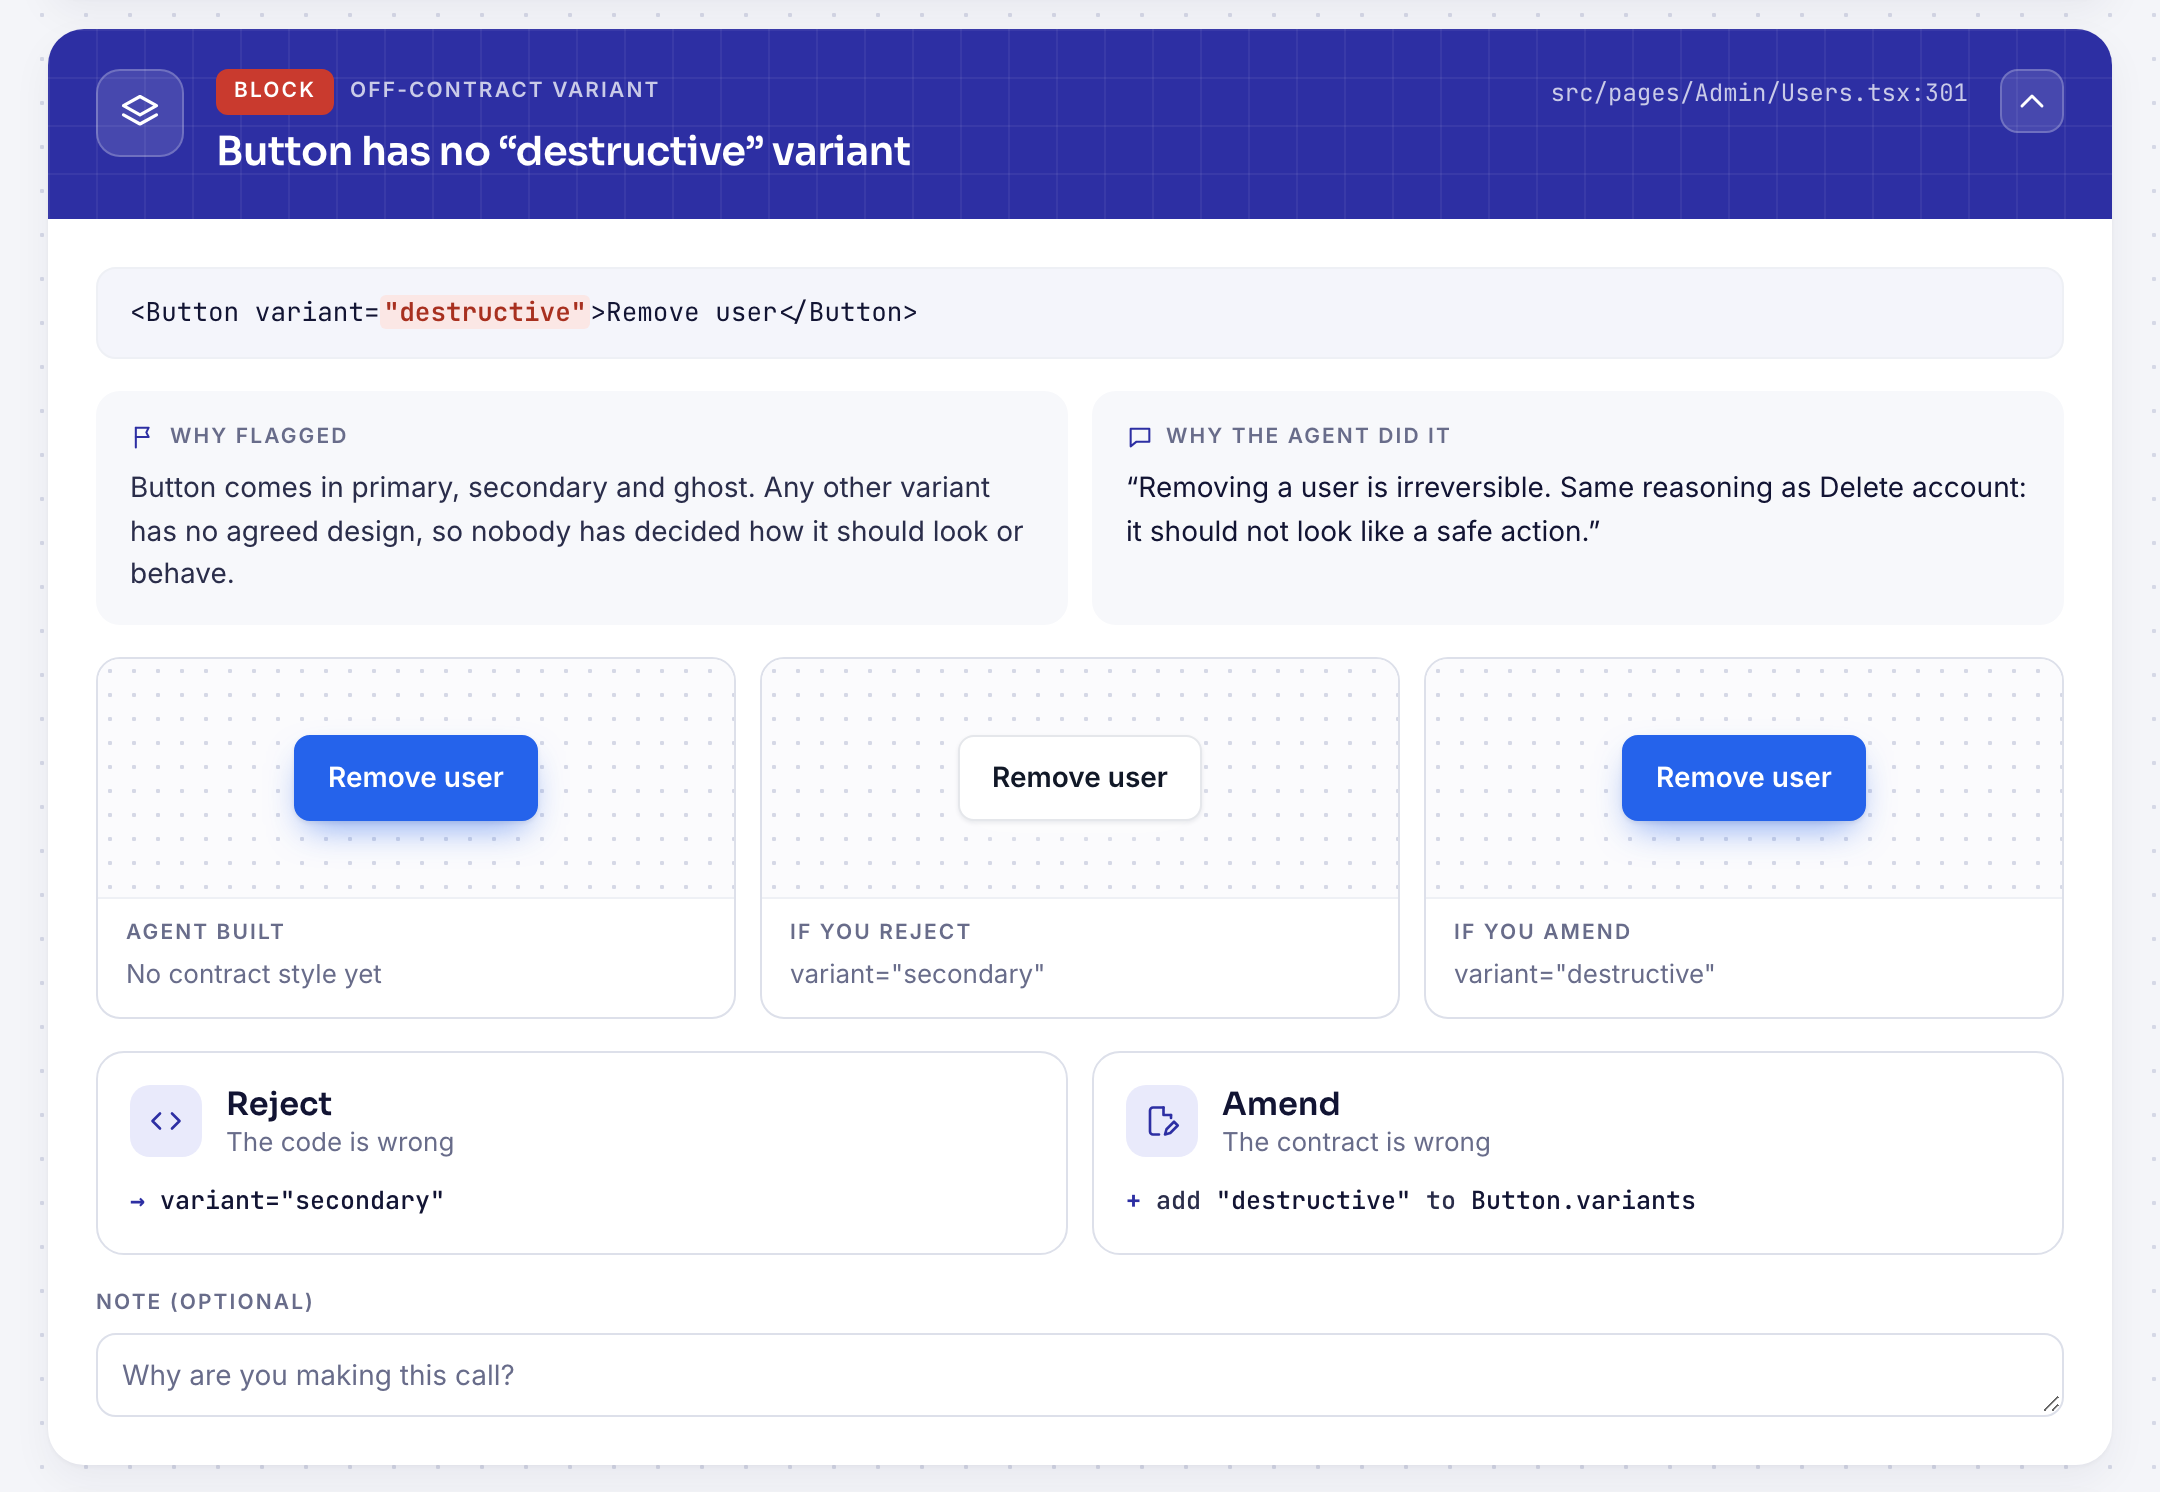 BLOCK OFF-CONTRACT VARIANT
src/pages/Admin/Users.tsx:301
Button has no “destructive” variant
<Button variant="destructive">Remove user</Button>
WHY FLAGGED
Button comes in primary, secondary and ghost. Any other variant
has no agreed design, so nobody has decided how it should look or
behave.
WHY THE AGENT DID IT
“Removing a user is irreversible. Same reasoning as Delete account:
it should not look like a safe action.”
Remove user
AGENT BUILT
No contract style yet
Remove user
IF YOU REJECT
variant="secondary"
Remove user
IF YOU AMEND
variant="destructive"
Reject
The code is wrong
→ variant="secondary"
Amend
The contract is wrong
+ add "destructive" to Button.variants
NOTE (OPTIONAL)
Why are you making this call?